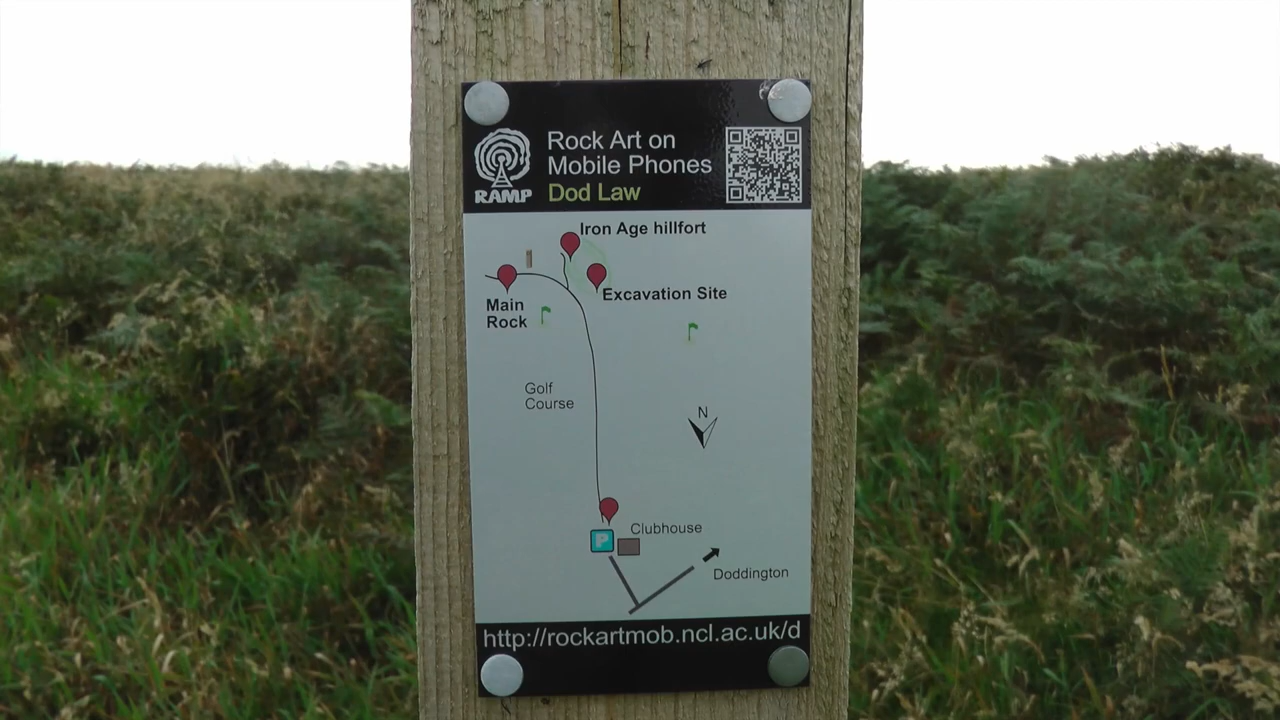 Rock Art on
Mobile Phones
Dod Law
RAMP
Iron Age hillfort
Excavation Site
Main
Rock
Golf
Course
N
P
Clubhouse
Doddington
http://rockartmob.ncl.ac.uk/d